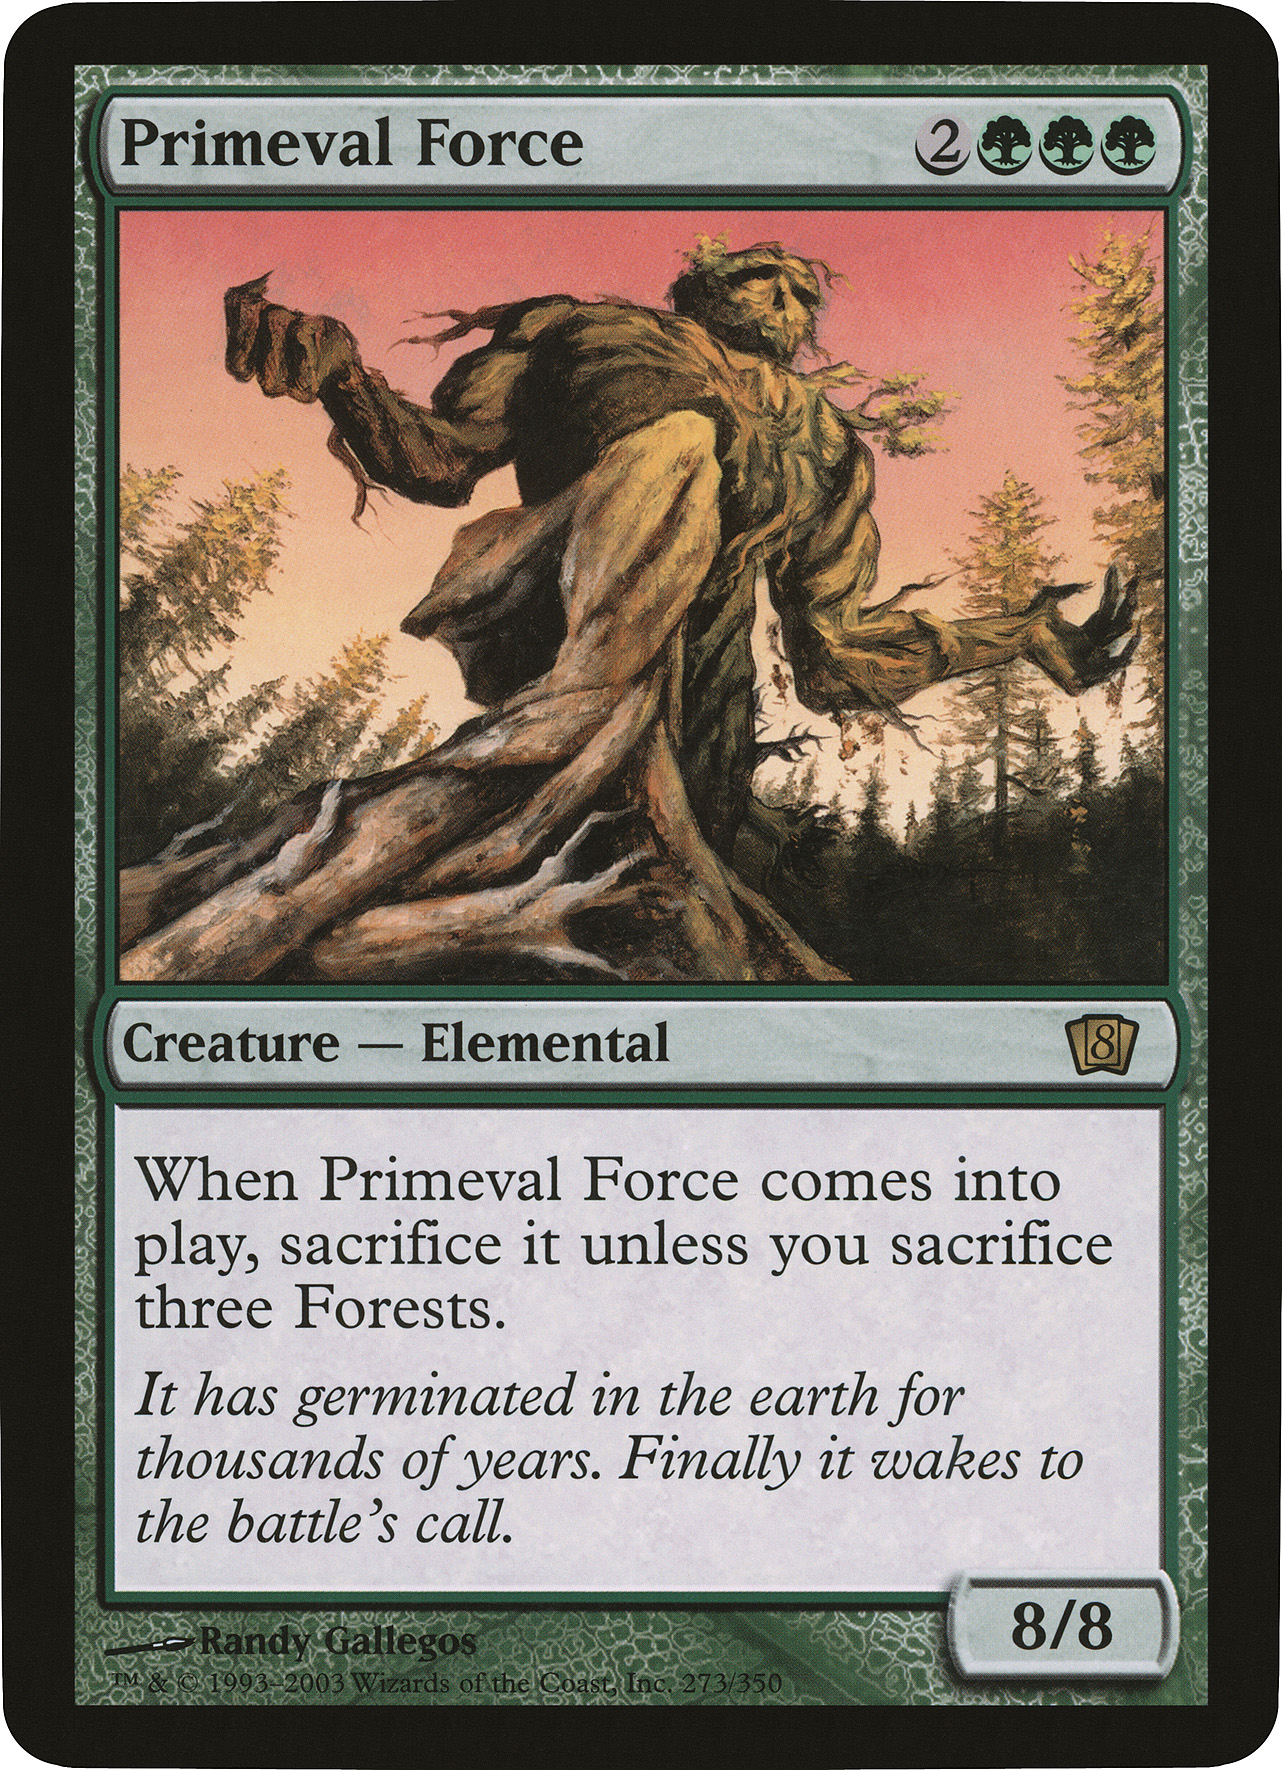 Primeval Force 2
Creature — Elemental 8
When Primeval Force comes into
play, sacrifice it unless you sacrifice
three Forests.
It has germinated in the earth for
thousands of years. Finally it wakes to
the battle's call.
8/8
Randy Gallegos
™ & © 1993–2003 Wizards of the Coast, Inc. 273/350